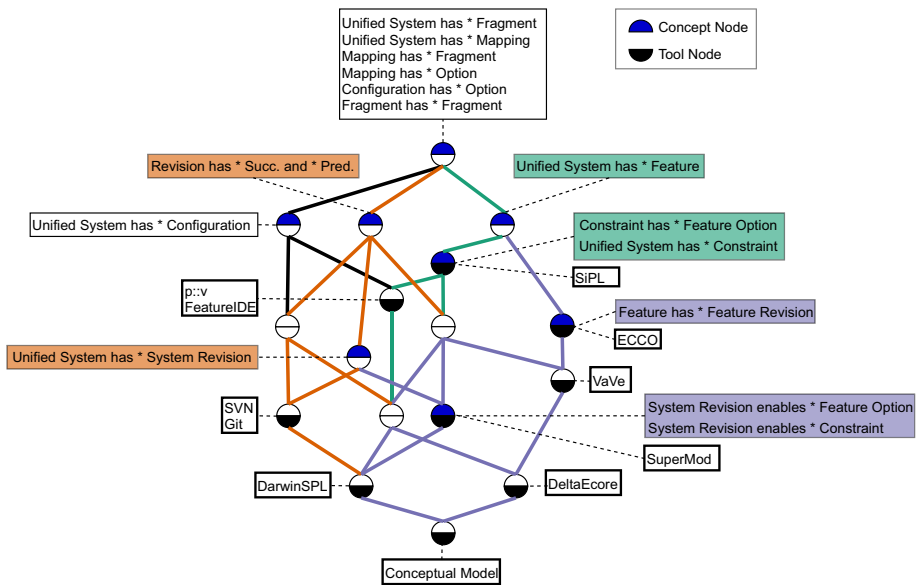 Unified System has * Fragment
Unified System has * Mapping
Mapping has * Fragment
Mapping has * Option
Configuration has * Option
Fragment has * Fragment
Concept Node
Tool Node
Revision has * Succ. and * Pred.
Unified System has * Feature
Unified System has * Configuration
Constraint has * Feature Option
Unified System has * Constraint
SiPL
p::v
FeatureIDE
Feature has * Feature Revision
ECCO
Unified System has * System Revision
VaVe
SVN
Git
System Revision enables * Feature Option
System Revision enables * Constraint
SuperMod
DarwinSPL
DeltaEcore
Conceptual Model